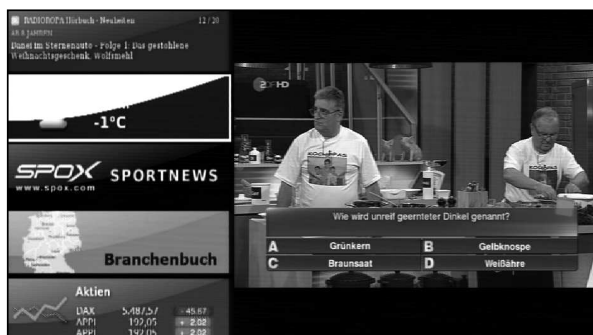 RADIOROPA Hörbuch - Neuheiten 12 / 20
AB 8 JAHREN
Daniel im Sternenauto - Folge 1: Das gestohlene
Weihnachtsgeschenk, Wolfsmehl
-1°C
SPOX SPORTNEWS
www.spox.com
Branchenbuch
Aktien
DAX 5.487,57 -45.67
APPL 192,05 + 2.02
APPL 192,05 + 2.02
ZDF HD
Wie wird unreif geernteter Dinkel genannt?
A Grünkern B Gelbknospe
C Braunsaat D Weißähre